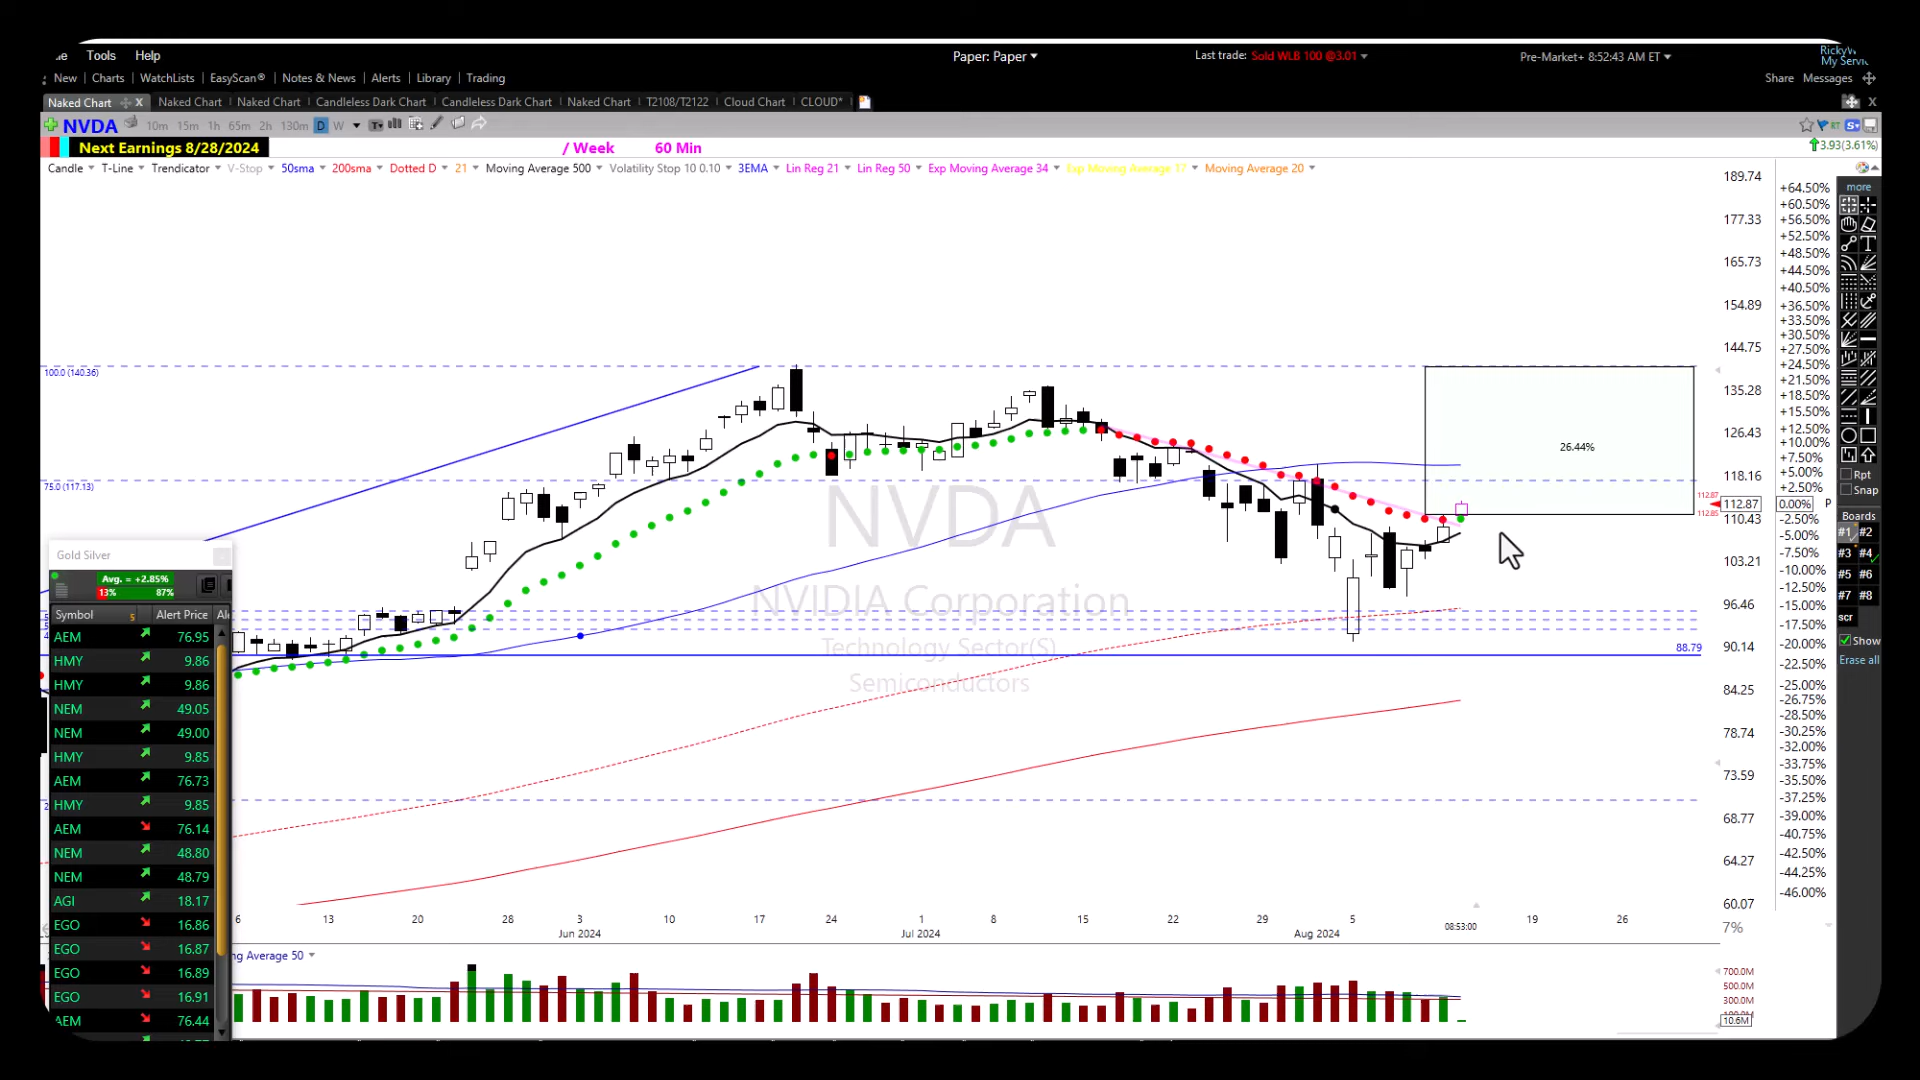 Tools Help
Paper: Paper
Last trade: Sold WLB 100 @3.01
Pre-Market+ 8:52:43 AM ET
New | Charts | WatchLists | EasyScan® | Notes & News | Alerts | Library | Trading
Share Messages
Naked Chart X Naked Chart | Naked Chart | Candleless Dark Chart | Candleless Dark Chart | Naked Chart | T2108/T2122 | Cloud Chart | CLOUD*
NVDA 10m 15m 1h 65m 2h 130m D W
Next Earnings 8/28/2024
/ Week 60 Min
3.93(3.61%)
Candle T-Line Trendicator V-Stop 50sma 200sma Dotted D 21 Moving Average 500 Volatility Stop 10 0.10 3EMA Lin Reg 21 Lin Reg 50 Exp Moving Average 34 Exp Moving Average 17 Moving Average 20
100.0 (140.36)
75.0 (117.13)
26.44%
88.79
NVDA
NVIDIA Corporation
Technology Sector(S)
Semiconductors
189.74
177.33
165.73
154.89
144.75
135.28
126.43
118.16
112.87
112.87
112.85
110.43
103.21
96.46
90.14
84.25
78.74
73.59
68.77
64.27
60.07
7%
+64.50%
+60.50%
+56.50%
+52.50%
+48.50%
+44.50%
+40.50%
+36.50%
+33.50%
+30.50%
+27.50%
+24.50%
+21.50%
+18.50%
+15.50%
+12.50%
+10.00%
+7.50%
+5.00%
+2.50%
0.00% P
-2.50%
-5.00%
-7.50%
-10.00%
-12.50%
-15.00%
-17.50%
-20.00%
-22.50%
-25.00%
-26.75%
-28.50%
-30.25%
-32.00%
-33.75%
-35.50%
-37.25%
-39.00%
-40.75%
-42.50%
-44.25%
-46.00%
more
Rpt
Snap
Boards
#1 #2
#3 #4
#5 #6
#7 #8
scr
Show
Erase all
Gold Silver
Avg. = +2.85%
13% 87%
Symbol 5 Alert Price
AEM 76.95
HMY 9.86
HMY 9.86
NEM 49.05
NEM 49.00
HMY 9.85
AEM 76.73
HMY 9.85
AEM 76.14
NEM 48.80
NEM 48.79
AGI 18.17
EGO 16.86
EGO 16.87
EGO 16.89
EGO 16.91
AEM 76.44
6 13 20 28 3 10 17 24 1 8 15 22 29 5 19 26
Jun 2024 Jul 2024 Aug 2024 08:53:00
Average 50
700.0M
500.0M
300.0M
10.6M